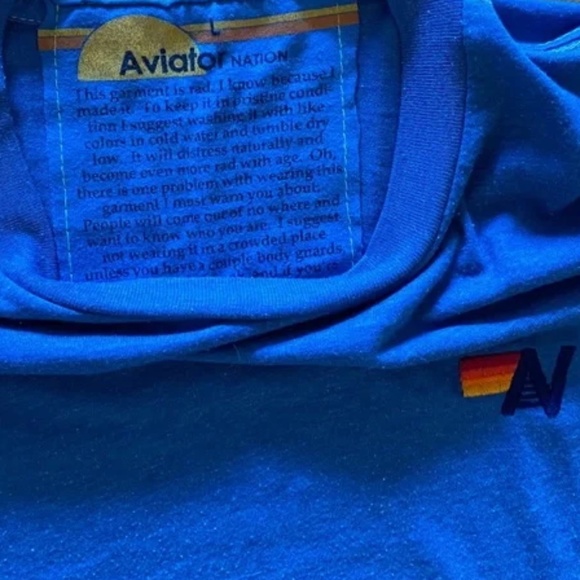 L
Aviator NATION
This garment is rad. I know because I
made it. To keep it in pristine condi-
tion I suggest washing it with like
colors in cold water and tumble dry
low. It will distress naturally and
become even more rad with age. Oh,
there is one problem with wearing this
garment I must warn you about.
People will come out of no where and
want to know who you are. I suggest
not wearing it in a crowded place
unless you have a couple body guards
and if you
AN